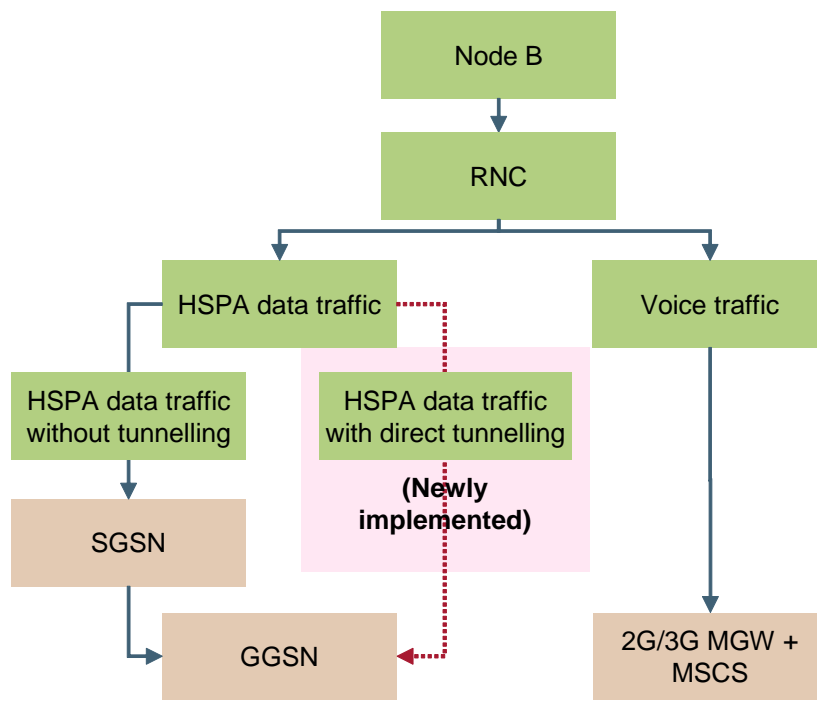 Node B
RNC
HSPA data traffic
Voice traffic
HSPA data traffic
without tunnelling
HSPA data traffic
with direct tunnelling
(Newly
implemented)
SGSN
GGSN
2G/3G MGW +
MSCS